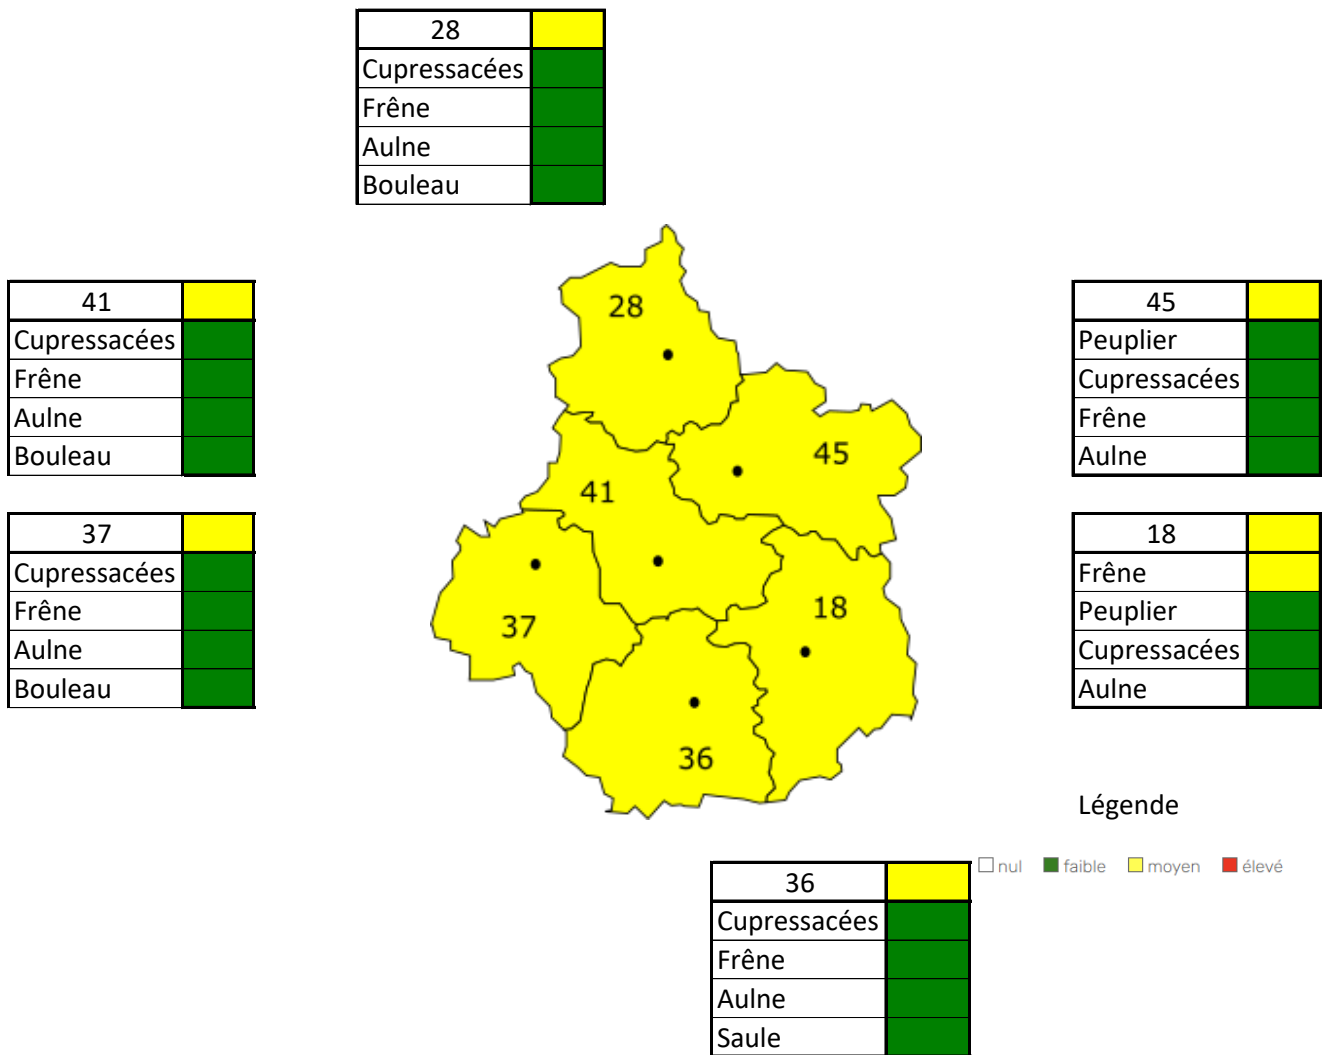 28
Cupressacées
Frêne
Aulne
Bouleau
41
Cupressacées
Frêne
Aulne
Bouleau
37
Cupressacées
Frêne
Aulne
Bouleau
28
45
41
37
18
36
45
Peuplier
Cupressacées
Frêne
Aulne
18
Frêne
Peuplier
Cupressacées
Aulne
Légende
nul faible moyen élevé
36
Cupressacées
Frêne
Aulne
Saule